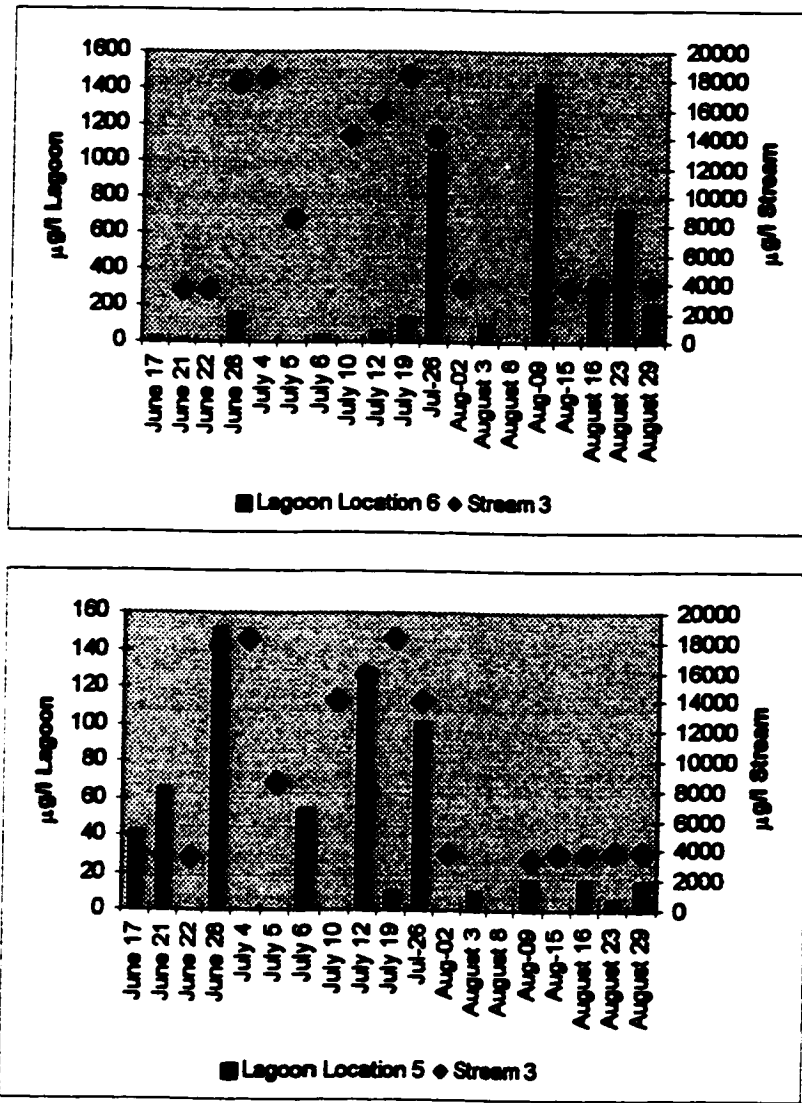 1600
1400
1200
1000
800
600
400
200
0
µg/l Lagoon
20000
18000
16000
14000
12000
10000
8000
6000
4000
2000
0
µg/l Stream
June 17
June 21
June 22
June 28
July 4
July 5
July 6
July 10
July 12
July 19
Jul-26
Aug-02
August 3
August 8
Aug-09
Aug-15
August 16
August 23
August 29
Lagoon Location 6 Stream 3
160
140
120
100
80
60
40
20
0
µg/l Lagoon
20000
18000
16000
14000
12000
10000
8000
6000
4000
2000
0
µg/l Stream
June 17
June 21
June 22
June 28
July 4
July 5
July 6
July 10
July 12
July 19
Jul-26
Aug-02
August 3
August 8
Aug-09
Aug-15
August 16
August 23
August 29
Lagoon Location 5 Stream 3